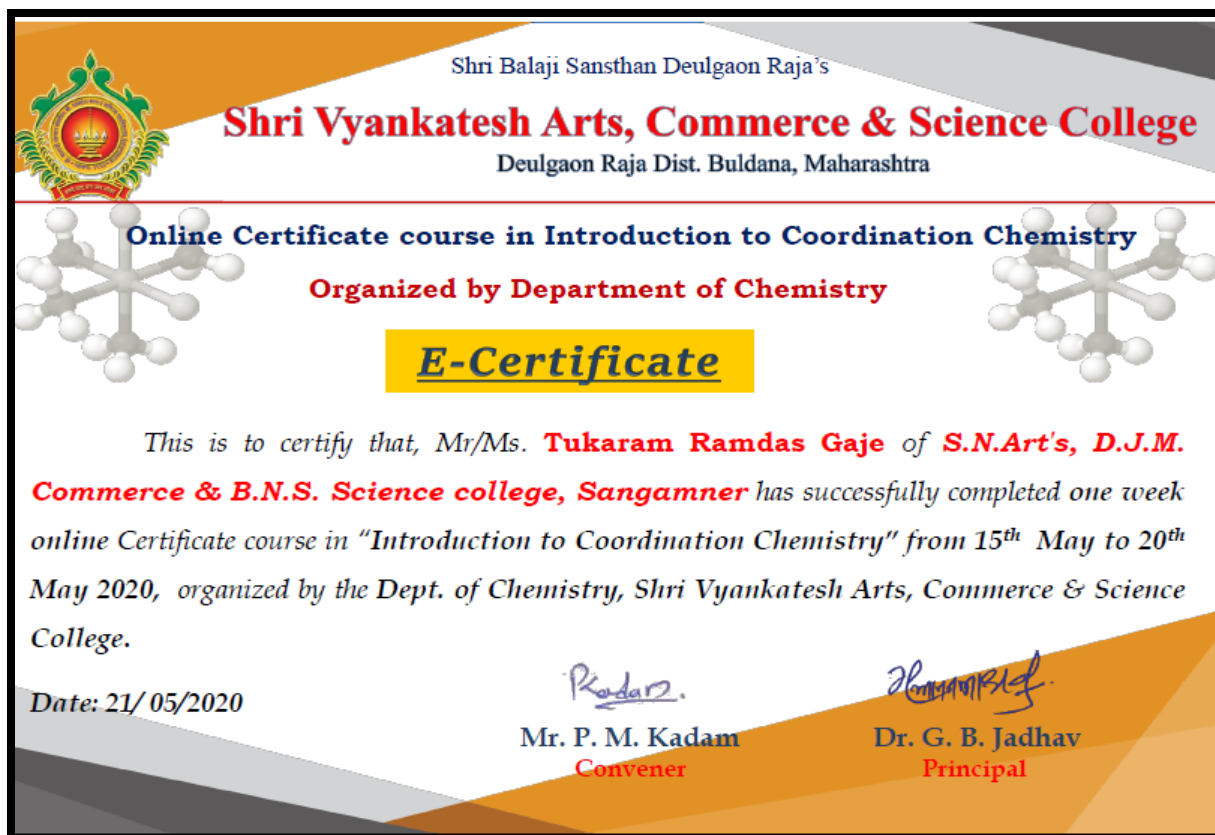 Shri Balaji Sansthan Deulgaon Raja's
Shri Vyankatesh Arts, Commerce & Science College
Deulgaon Raja Dist. Buldana, Maharashtra
Online Certificate course in Introduction to Coordination Chemistry
Organized by Department of Chemistry
E-Certificate
This is to certify that, Mr/Ms. Tukaram Ramdas Gaje of S.N.Art's, D.J.M.
Commerce & B.N.S. Science college, Sangamner has successfully completed one week
online Certificate course in "Introduction to Coordination Chemistry" from 15th May to 20th
May 2020, organized by the Dept. of Chemistry, Shri Vyankatesh Arts, Commerce & Science
College.
Date: 21/ 05/2020
PKadam.
Mr. P. M. Kadam
Dr. G. B. Jadhav
Convener
Principal